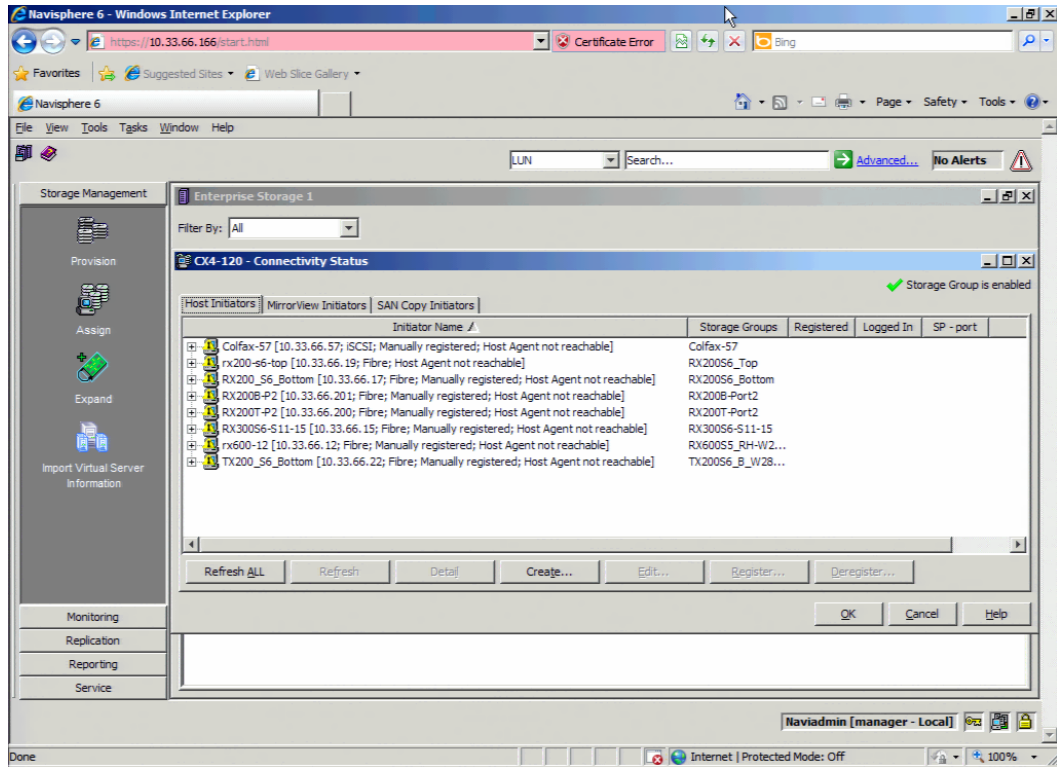 Navisphere 6 - Windows Internet Explorer
https://10.33.66.166/start.html Certificate Error Bing
Favorites Suggested Sites Web Slice Gallery
Navisphere 6 Page Safety Tools
File View Tools Tasks Window Help
LUN Search... Advanced... No Alerts
Storage Management
Enterprise Storage 1
Filter By: All
Provision
CX4-120 - Connectivity Status
Storage Group is enabled
Host Initiators MirrorView Initiators SAN Copy Initiators
Initiator Name Storage Groups Registered Logged In SP - port
Assign
Colfax-57 [10.33.66.57; iSCSI; Manually registered; Host Agent not reachable] Colfax-57
rx200-s6-top [10.33.66.19; Fibre; Host Agent not reachable] RX200S6_Top
RX200_S6_Bottom [10.33.66.17; Fibre; Manually registered; Host Agent not reachable] RX200S6_Bottom
RX200B-P2 [10.33.66.201; Fibre; Manually registered; Host Agent not reachable] RX200B-Port2
Expand
RX200T-P2 [10.33.66.200; Fibre; Manually registered; Host Agent not reachable] RX200T-Port2
RX300S6-S11-15 [10.33.66.15; Fibre; Manually registered; Host Agent not reachable] RX300S6-S11-15
rx600-12 [10.33.66.12; Fibre; Manually registered; Host Agent not reachable] RX600S5_RH-W2...
TX200_S6_Bottom [10.33.66.22; Fibre; Manually registered; Host Agent not reachable] TX200S6_B_W28...
Import Virtual Server
Information
Refresh ALL Refresh Detail Create... Edit... Register... Deregister...
Monitoring
OK Cancel Help
Replication
Reporting
Service
Naviadmin [manager - Local]
Done Internet | Protected Mode: Off 100%